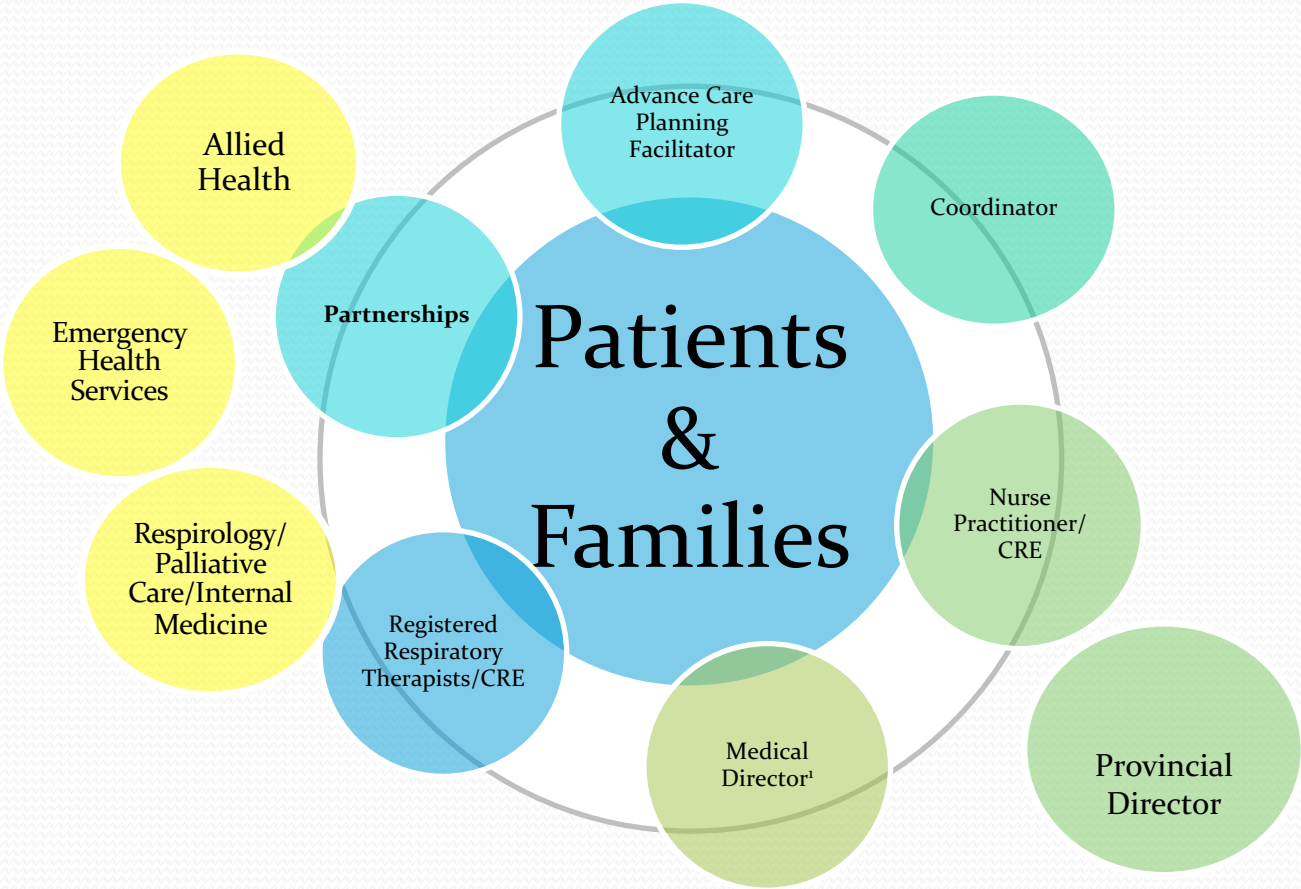 Advance Care
Planning
Facilitator
Allied
Health
Coordinator
Partnerships
Emergency
Health
Services
Patients
&
Families
Nurse
Practitioner/
CRE
Respirology/
Palliative
Care/Internal
Medicine
Registered
Respiratory
Therapists/CRE
Medical
Director¹
Provincial
Director